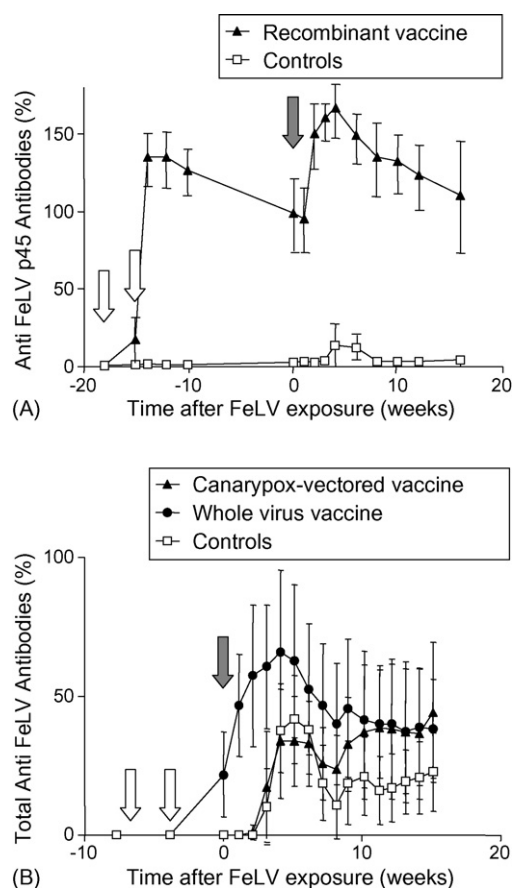 Recombinant vaccine
Controls
Anti FeLV p45 Antibodies (%)
150
100
50
0
-20
-10
0
10
20
Time after FeLV exposure (weeks)
(A)
Canarypox-vectored vaccine
Whole virus vaccine
Controls
Total Anti FeLV Antibodies (%)
100
50
0
-10
0
10
20
Time after FeLV exposure (weeks)
(B)